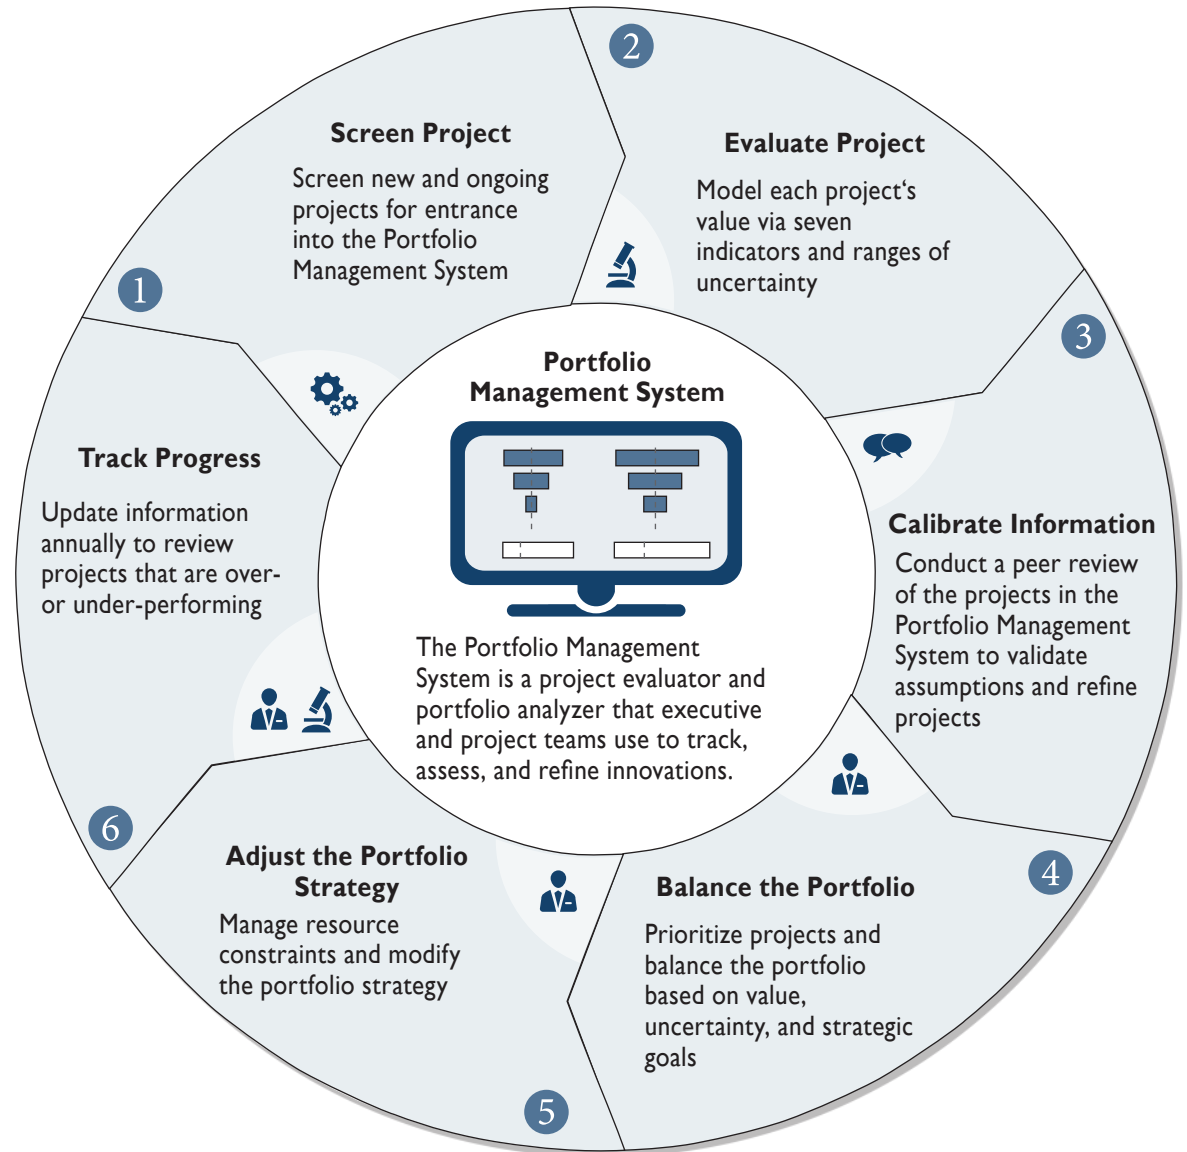 1
Screen Project
Screen new and ongoing
projects for entrance
into the Portfolio
Management System
2
Evaluate Project
Model each project‘s
value via seven
indicators and ranges of
uncertainty
3
Calibrate Information
Conduct a peer review
of the projects in the
Portfolio Management
System to validate
assumptions and refine
projects
4
Balance the Portfolio
Prioritize projects and
balance the portfolio
based on value,
uncertainty, and strategic
goals
5
Adjust the Portfolio
Strategy
Manage resource
constraints and modify
the portfolio strategy
6
Track Progress
Update information
annually to review
projects that are over-
or under-performing
Portfolio
Management System
The Portfolio Management
System is a project evaluator and
portfolio analyzer that executive
and project teams use to track,
assess, and refine innovations.